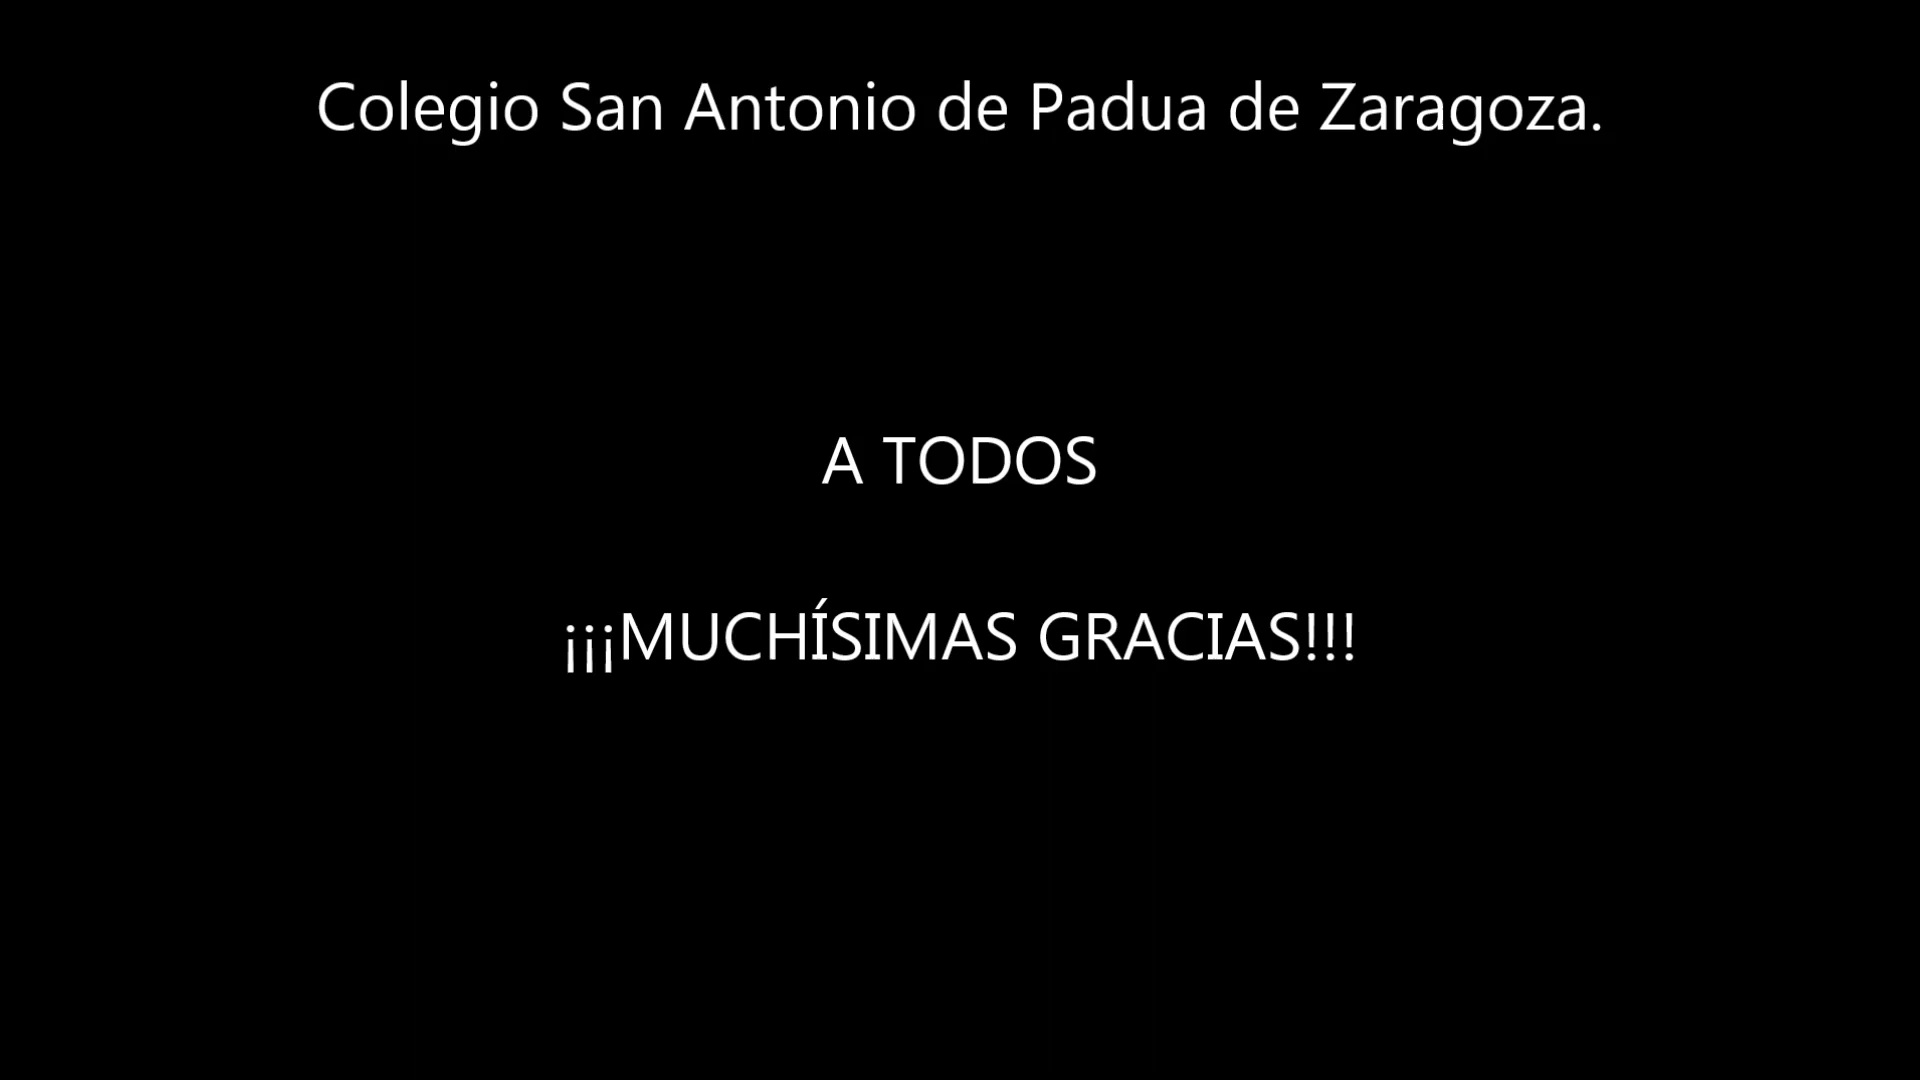 Colegio San Antonio de Padua de Zaragoza.
A TODOS
¡¡¡MUCHÍSIMAS GRACIAS!!!